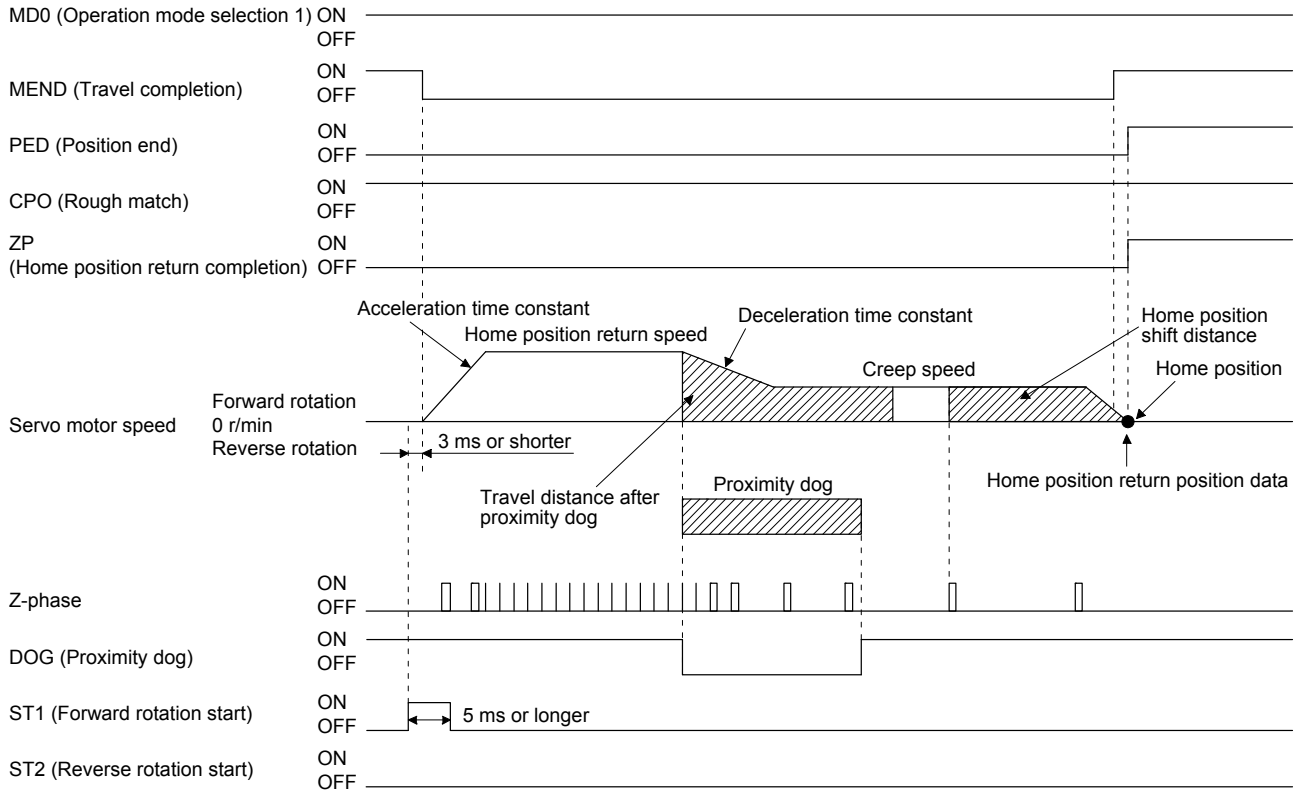 MD0 (Operation mode selection 1) ON
OFF
MEND (Travel completion) ON
OFF
PED (Position end) ON
OFF
CPO (Rough match) ON
OFF
ZP
(Home position return completion) ON
OFF
Acceleration time constant
Home position return speed
Deceleration time constant
Home position
shift distance
Creep speed
Home position
Servo motor speed
Forward rotation
0 r/min
Reverse rotation
3 ms or shorter
Travel distance after
proximity dog
Proximity dog
Home position return position data
Z-phase ON
OFF
DOG (Proximity dog) ON
OFF
ST1 (Forward rotation start) ON
OFF
5 ms or longer
ST2 (Reverse rotation start) ON
OFF